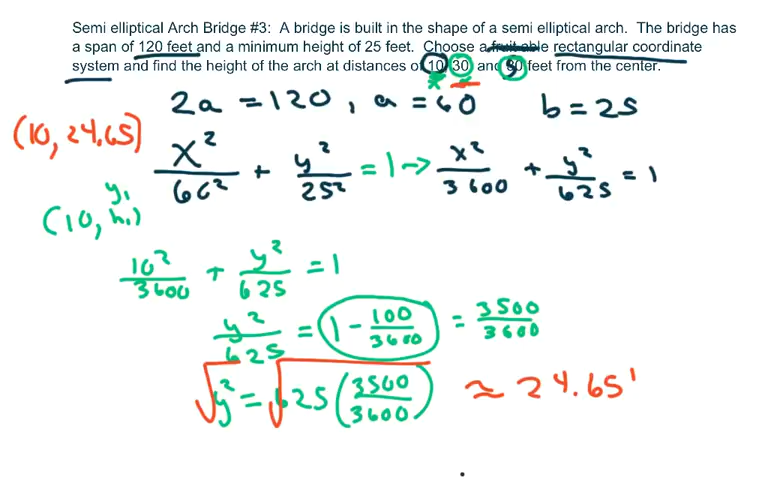 Semi elliptical Arch Bridge #3: A bridge is built in the shape of a semi elliptical arch. The bridge has
a span of 120 feet and a minimum height of 25 feet. Choose a rectangular coordinate
system and find the height of the arch at distances of 10, 30, and 50 feet from the center.
2a = 120, a = 60 b = 25
(10, 24.65)
x²/60² + y²/25² = 1 → x²/3600 + y²/625 = 1
y₁
(10, h₁)
10²/3600 + y²/625 = 1
y²/625 = 1 - 100/3600 = 3500/3600
√y² = √625(3500/3600) ≈ 24.65'